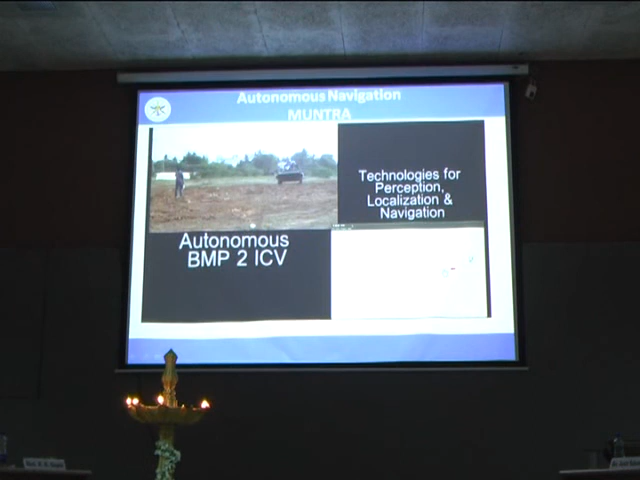 Autonomous Navigation
MUNTRA
Technologies for
Perception,
Localization &
Navigation
Autonomous
BMP 2 ICV